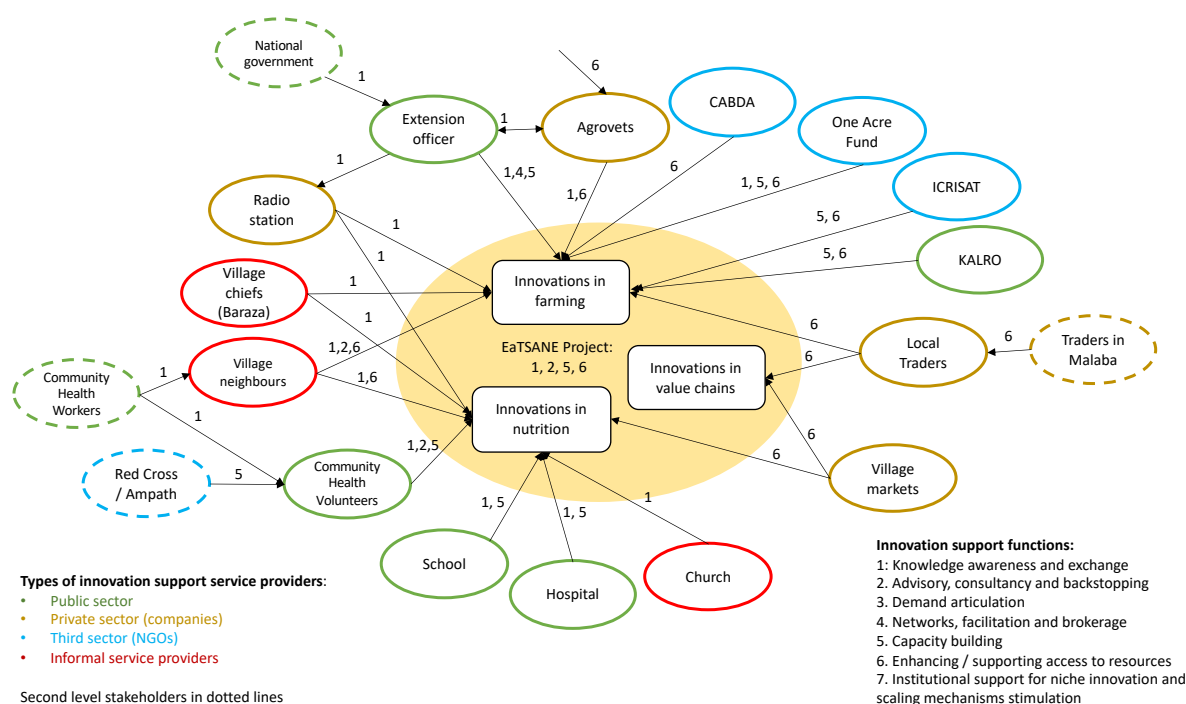 National
government
1
6
CABDA
Extension
officer
1
Agrovets
One Acre
Fund
1
1,4,5
1,6
6
1, 5, 6
ICRISAT
Radio
station
1
1
5, 6
5, 6
KALRO
Village
chiefs
(Baraza)
1
1
Innovations in
farming
6
Local
Traders
6
Traders in
Malaba
EaTSANE Project:
1, 2, 5, 6
6
Innovations in
value chains
1,2,6
Village
neighbours
1,6
1
Community
Health
Workers
1
Innovations in
nutrition
6
6
Village
markets
1,2,5
Red Cross
/ Ampath
5
Community
Health
Volunteers
1, 5
1, 5
1
School
Hospital
Church
Types of innovation support service providers:
• Public sector
• Private sector (companies)
• Third sector (NGOs)
• Informal service providers
Second level stakeholders in dotted lines
Innovation support functions:
1: Knowledge awareness and exchange
2. Advisory, consultancy and backstopping
3. Demand articulation
4. Networks, facilitation and brokerage
5. Capacity building
6. Enhancing / supporting access to resources
7. Institutional support for niche innovation and
scaling mechanisms stimulation